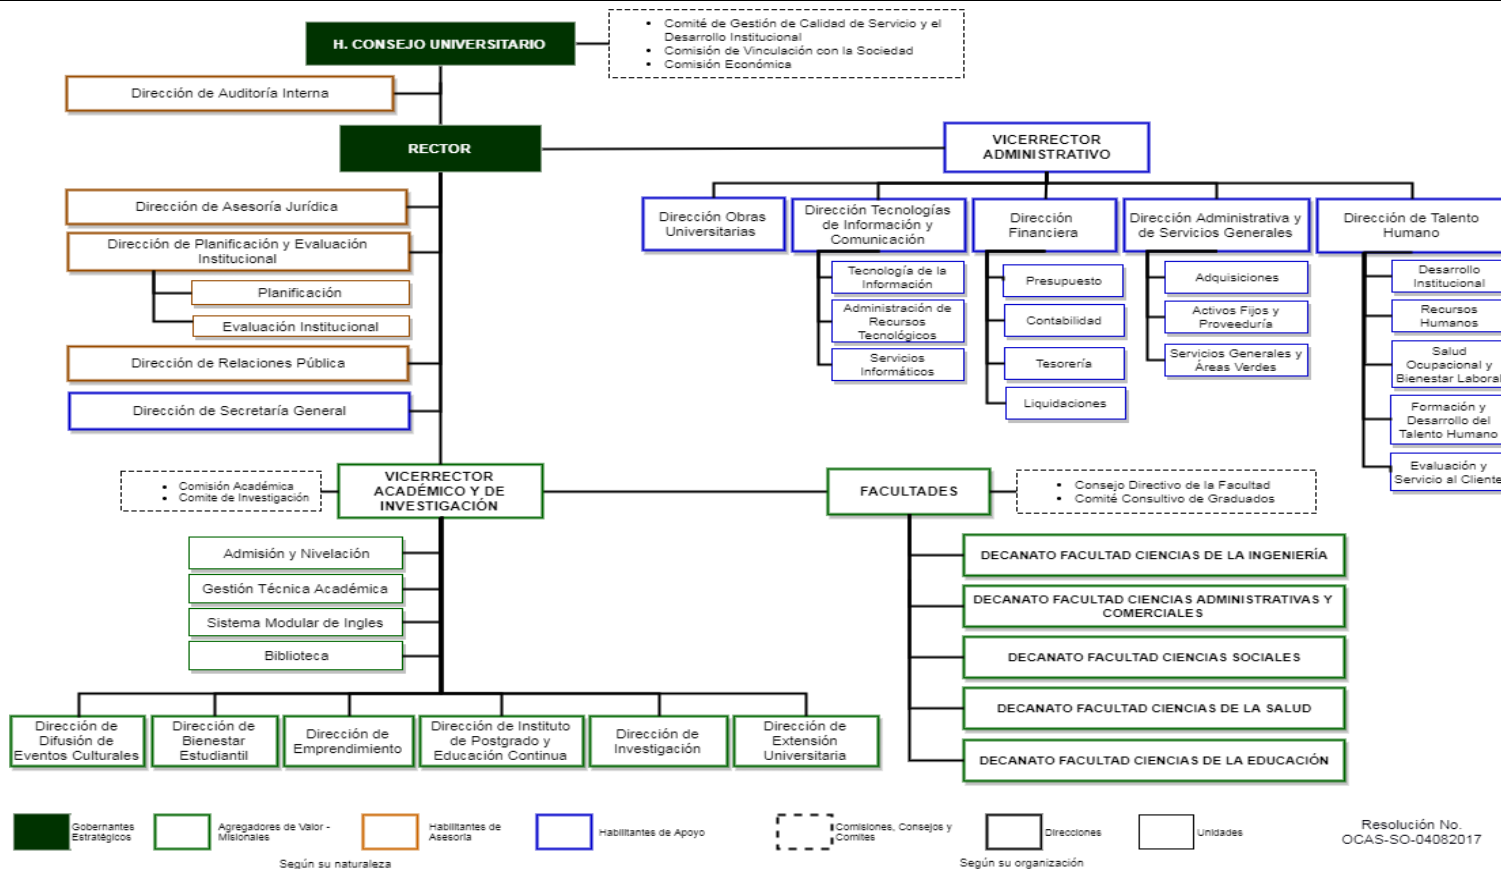 H. CONSEJO UNIVERSITARIO
• Comité de Gestión de Calidad de Servicio y el
Desarrollo Institucional
• Comisión de Vinculación con la Sociedad
• Comisión Económica
Dirección de Auditoría Interna
RECTOR
VICERRECTOR
ADMINISTRATIVO
Dirección de Asesoría Jurídica
Dirección de Planificación y Evaluación
Institucional
Planificación
Evaluación Institucional
Dirección de Relaciones Pública
Dirección de Secretaría General
Dirección Obras
Universitarias
Dirección Tecnologías
de Información y
Comunicación
Tecnología de la
Información
Administración de
Recursos
Tecnológicos
Servicios
Informáticos
Dirección
Financiera
Presupuesto
Contabilidad
Tesorería
Liquidaciones
Dirección Administrativa y
de Servicios Generales
Adquisiciones
Activos Fijos y
Proveeduría
Servicios Generales y
Áreas Verdes
Dirección de Talento
Humano
Desarrollo
Institucional
Recursos
Humanos
Salud
Ocupacional y
Bienestar Laboral
Formación y
Desarrollo del
Talento Humano
Evaluación y
Servicio al Cliente
• Comisión Académica
• Comite de Investigación
VICERRECTOR
ACADÉMICO Y DE
INVESTIGACIÓN
FACULTADES
• Consejo Directivo de la Facultad
• Comité Consultivo de Graduados
Admisión y Nivelación
Gestión Técnica Académica
Sistema Modular de Ingles
Biblioteca
DECANATO FACULTAD CIENCIAS DE LA INGENIERÍA
DECANATO FACULTAD CIENCIAS ADMINISTRATIVAS Y
COMERCIALES
DECANATO FACULTAD CIENCIAS SOCIALES
DECANATO FACULTAD CIENCIAS DE LA SALUD
DECANATO FACULTAD CIENCIAS DE LA EDUCACIÓN
Dirección de
Difusión de
Eventos Culturales
Dirección de
Bienestar
Estudiantil
Dirección de
Emprendimiento
Dirección de Instituto
de Postgrado y
Educación Continua
Dirección de
Investigación
Dirección de
Extensión
Universitaria
Gobernantes
Estratégicos
Agregadores de Valor -
Misionales
Habilitantes de
Asesoría
Habilitantes de Apoyo
Comisiones, Consejos y
Comites
Direcciones
Unidades
Según su naturaleza
Según su organización
Resolución No.
OCAS-SO-04082017